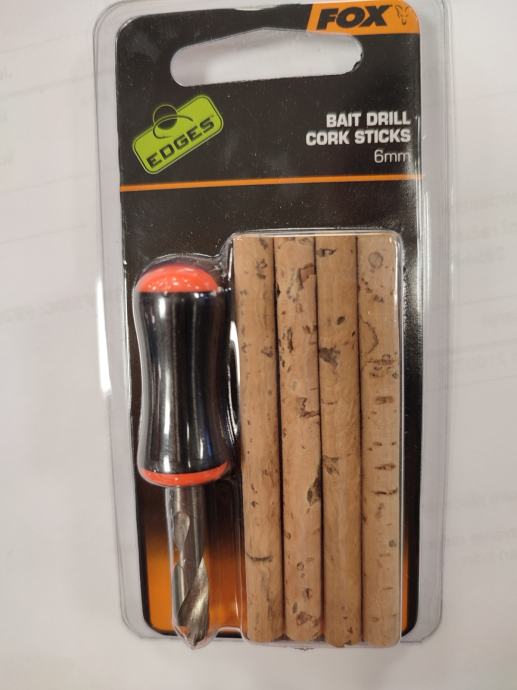 FOX
EDGES
BAIT DRILL
CORK STICKS
6mm